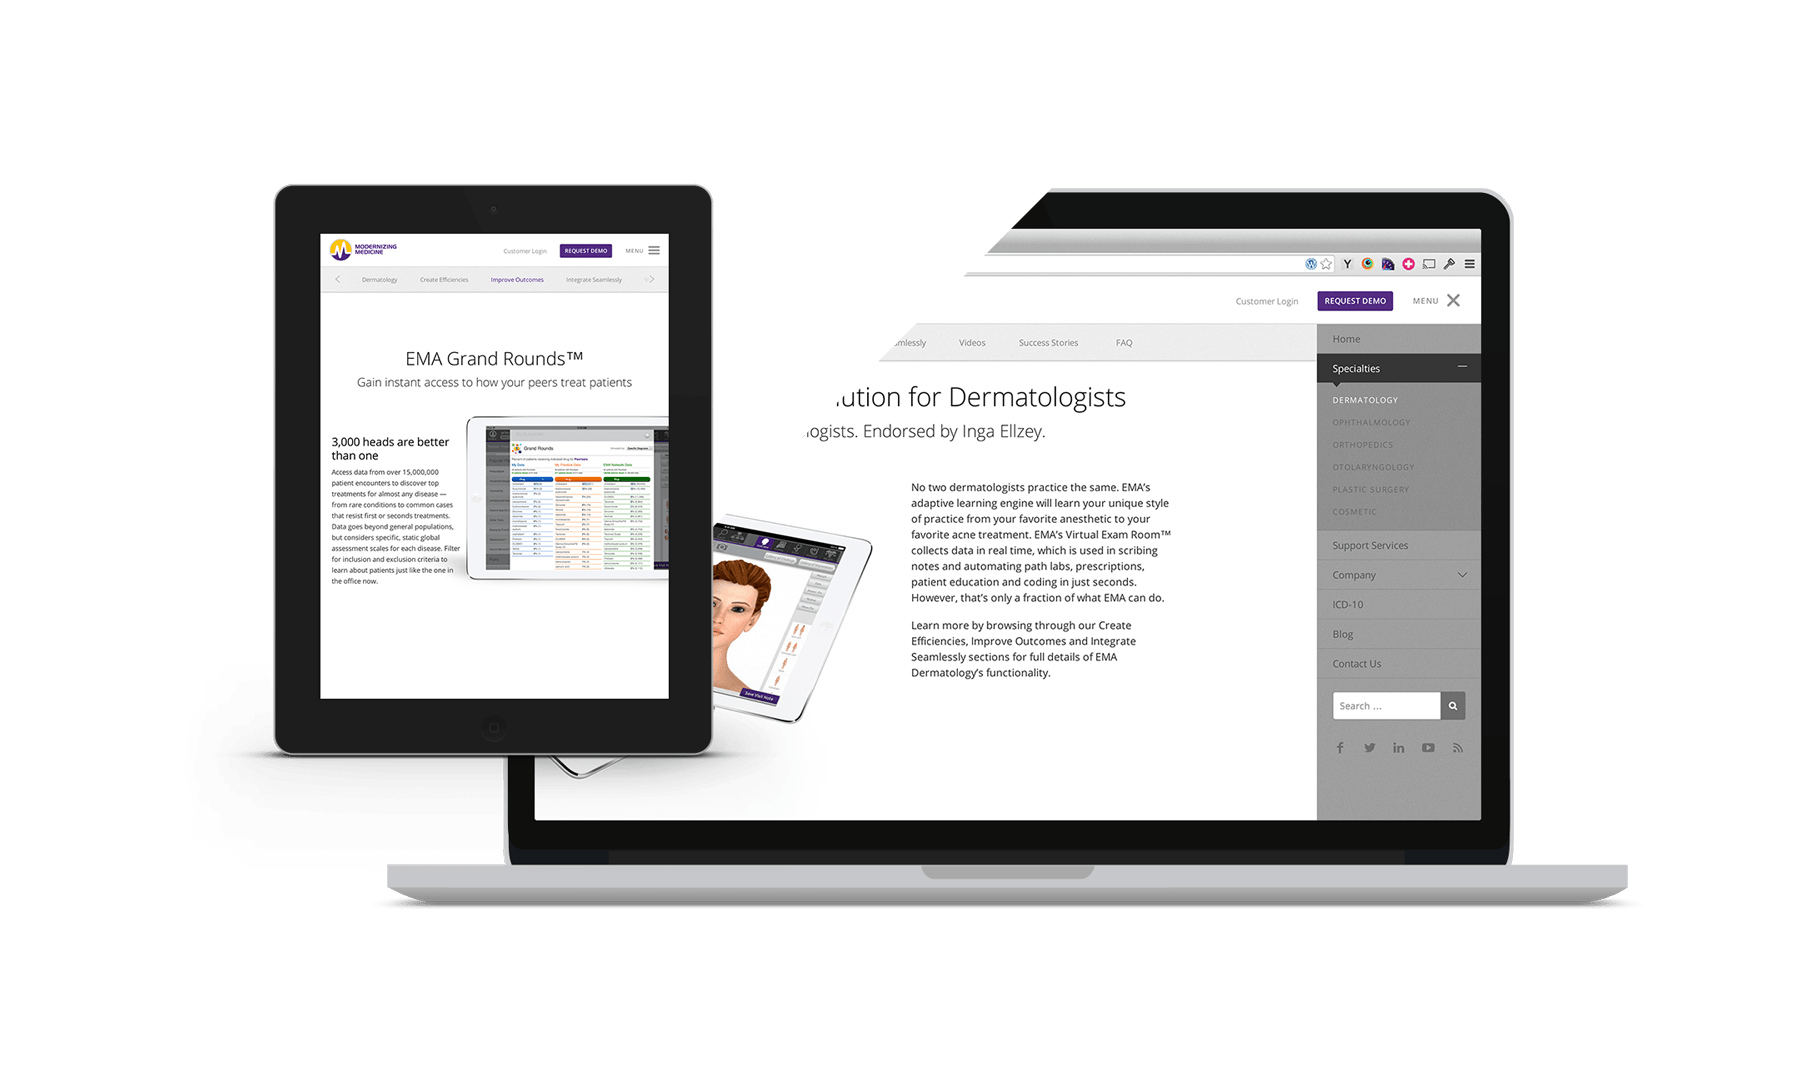 MODERNIZING
MEDICINE
Customer Login
REQUEST DEMO
MENU
Dermatology
Create Efficiencies
Improve Outcomes
Integrate Seamlessly
EMA Grand Rounds™
Gain instant access to how your peers treat patients
3,000 heads are better
than one
Access data from over 15,000,000
patient encounters to discover top
treatments for almost any disease —
from rare conditions to common cases
that resist first or seconds treatments.
Data goes beyond general populations,
but considers specific, static global
assessment scales for each disease. Filter
for inclusion and exclusion criteria to
learn about patients just like the one in
the office now.
Grand Rounds
My Data
My Practice Data
EMA Network Data
Customer Login
REQUEST DEMO
MENU
Videos
Success Stories
FAQ
ution for Dermatologists
ogists. Endorsed by Inga Ellzey.
No two dermatologists practice the same. EMA's
adaptive learning engine will learn your unique style
of practice from your favorite anesthetic to your
favorite acne treatment. EMA's Virtual Exam Room™
collects data in real time, which is used in scribing
notes and automating path labs, prescriptions,
patient education and coding in just seconds.
However, that's only a fraction of what EMA can do.
Learn more by browsing through our Create
Efficiencies, Improve Outcomes and Integrate
Seamlessly sections for full details of EMA
Dermatology's functionality.
Save Visit Note
Home
Specialties
DERMATOLOGY
OPHTHALMOLOGY
ORTHOPEDICS
OTOLARYNGOLOGY
PLASTIC SURGERY
COSMETIC
Support Services
Company
ICD-10
Blog
Contact Us
Search ...